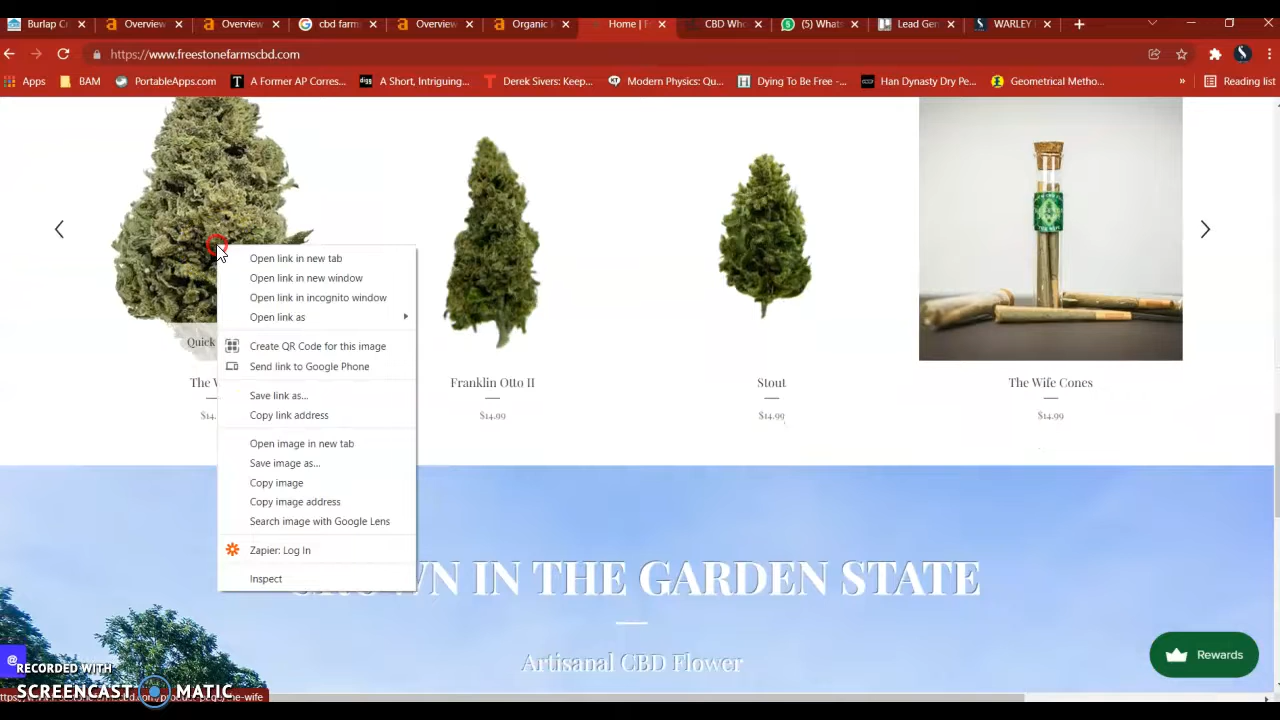 Burlap C
Overview
Overview
cbd farm
Overview
Organic
Home |
CBD Who
(5) Whats
Lead Ger
WARLEY
https://www.freestonefarmscbd.com
Apps
BAM
PortableApps.com
A Former AP Corres...
A Short, Intriguing...
Derek Sivers: Keep...
Modern Physics: Qu...
Dying To Be Free -...
Han Dynasty Dry Pe...
Geometrical Metho...
Reading list
Open link in new tab
Open link in new window
Open link in incognito window
Open link as
Quick
Create QR Code for this image
Send link to Google Phone
The W
Franklin Otto II
Stout
The Wife Cones
Save link as...
$14.
$14.99
$14.99
$14.99
Copy link address
Open image in new tab
Save image as...
Copy image
Copy image address
Search image with Google Lens
Zapier: Log In
Inspect
WN IN THE GARDEN STATE
Artisanal CBD Flower
Rewards
RECORDED WITH
SCREENCAST MATIC